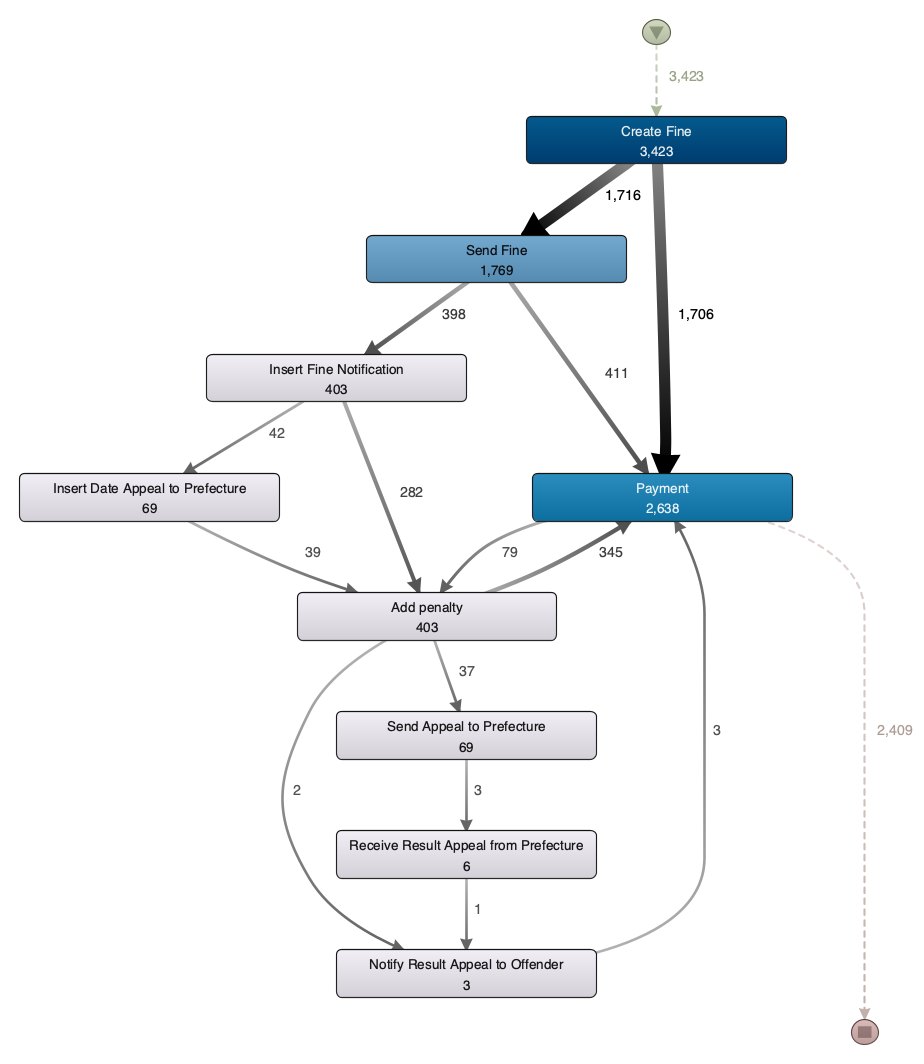 3,423
Create Fine
3,423
1,716
Send Fine
1,769
1,706
398
411
Insert Fine Notification
403
42
282
Insert Date Appeal to Prefecture
69
Payment
2,638
39
79
345
Add penalty
403
37
Send Appeal to Prefecture
69
3
2,409
2
3
Receive Result Appeal from Prefecture
6
1
Notify Result Appeal to Offender
3